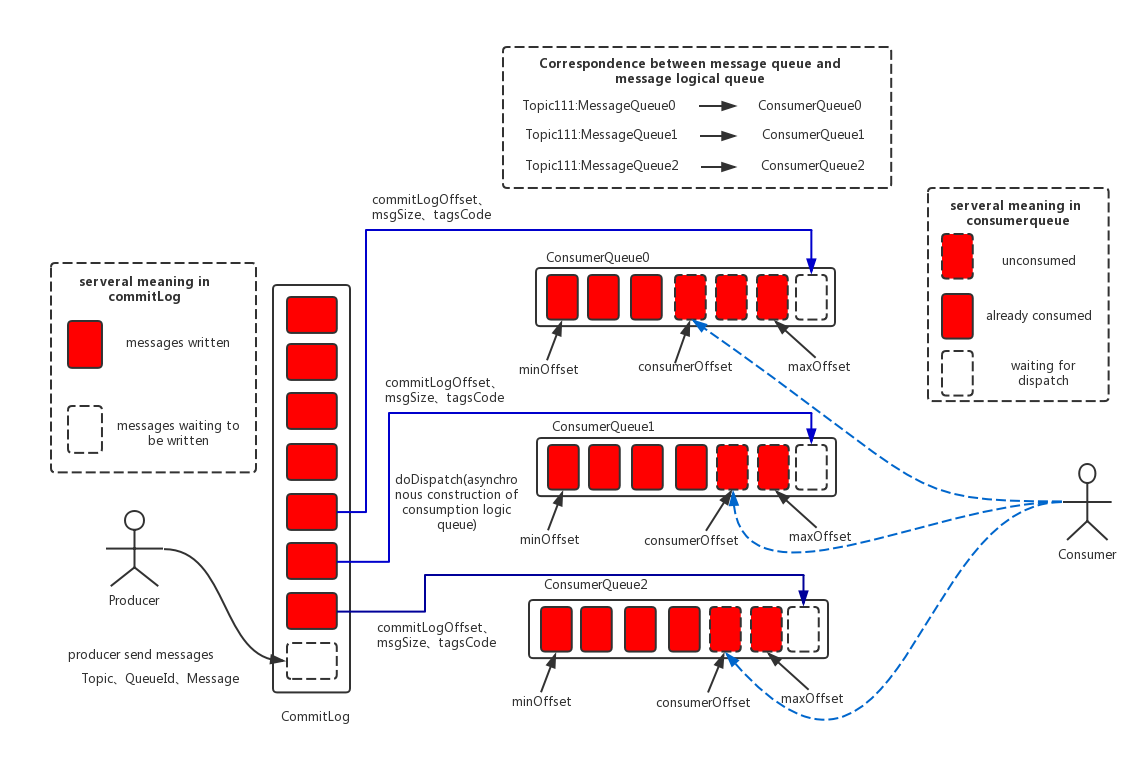 Correspondence between message queue and
message logical queue
Topic111:MessageQueue0
ConsumerQueue0
Topic111:MessageQueue1
ConsumerQueue1
Topic111:MessageQueue2
ConsumerQueue2
commitLogOffset、
msgSize、tagsCode
serveral meaning in
consumerqueue
unconsumed
already consumed
waiting for
dispatch
serveral meaning in
commitLog
messages written
messages waiting to
be written
ConsumerQueue0
minOffset
consumerOffset
maxOffset
commitLogOffset、
msgSize、tagsCode
ConsumerQueue1
doDispatch(asynchro
nous construction of
consumption logic
queue)
minOffset
consumerOffset
maxOffset
Consumer
Producer
ConsumerQueue2
commitLogOffset、
msgSize、tagsCode
producer send messages
Topic、QueueId、Message
minOffset
consumerOffset
maxOffset
CommitLog